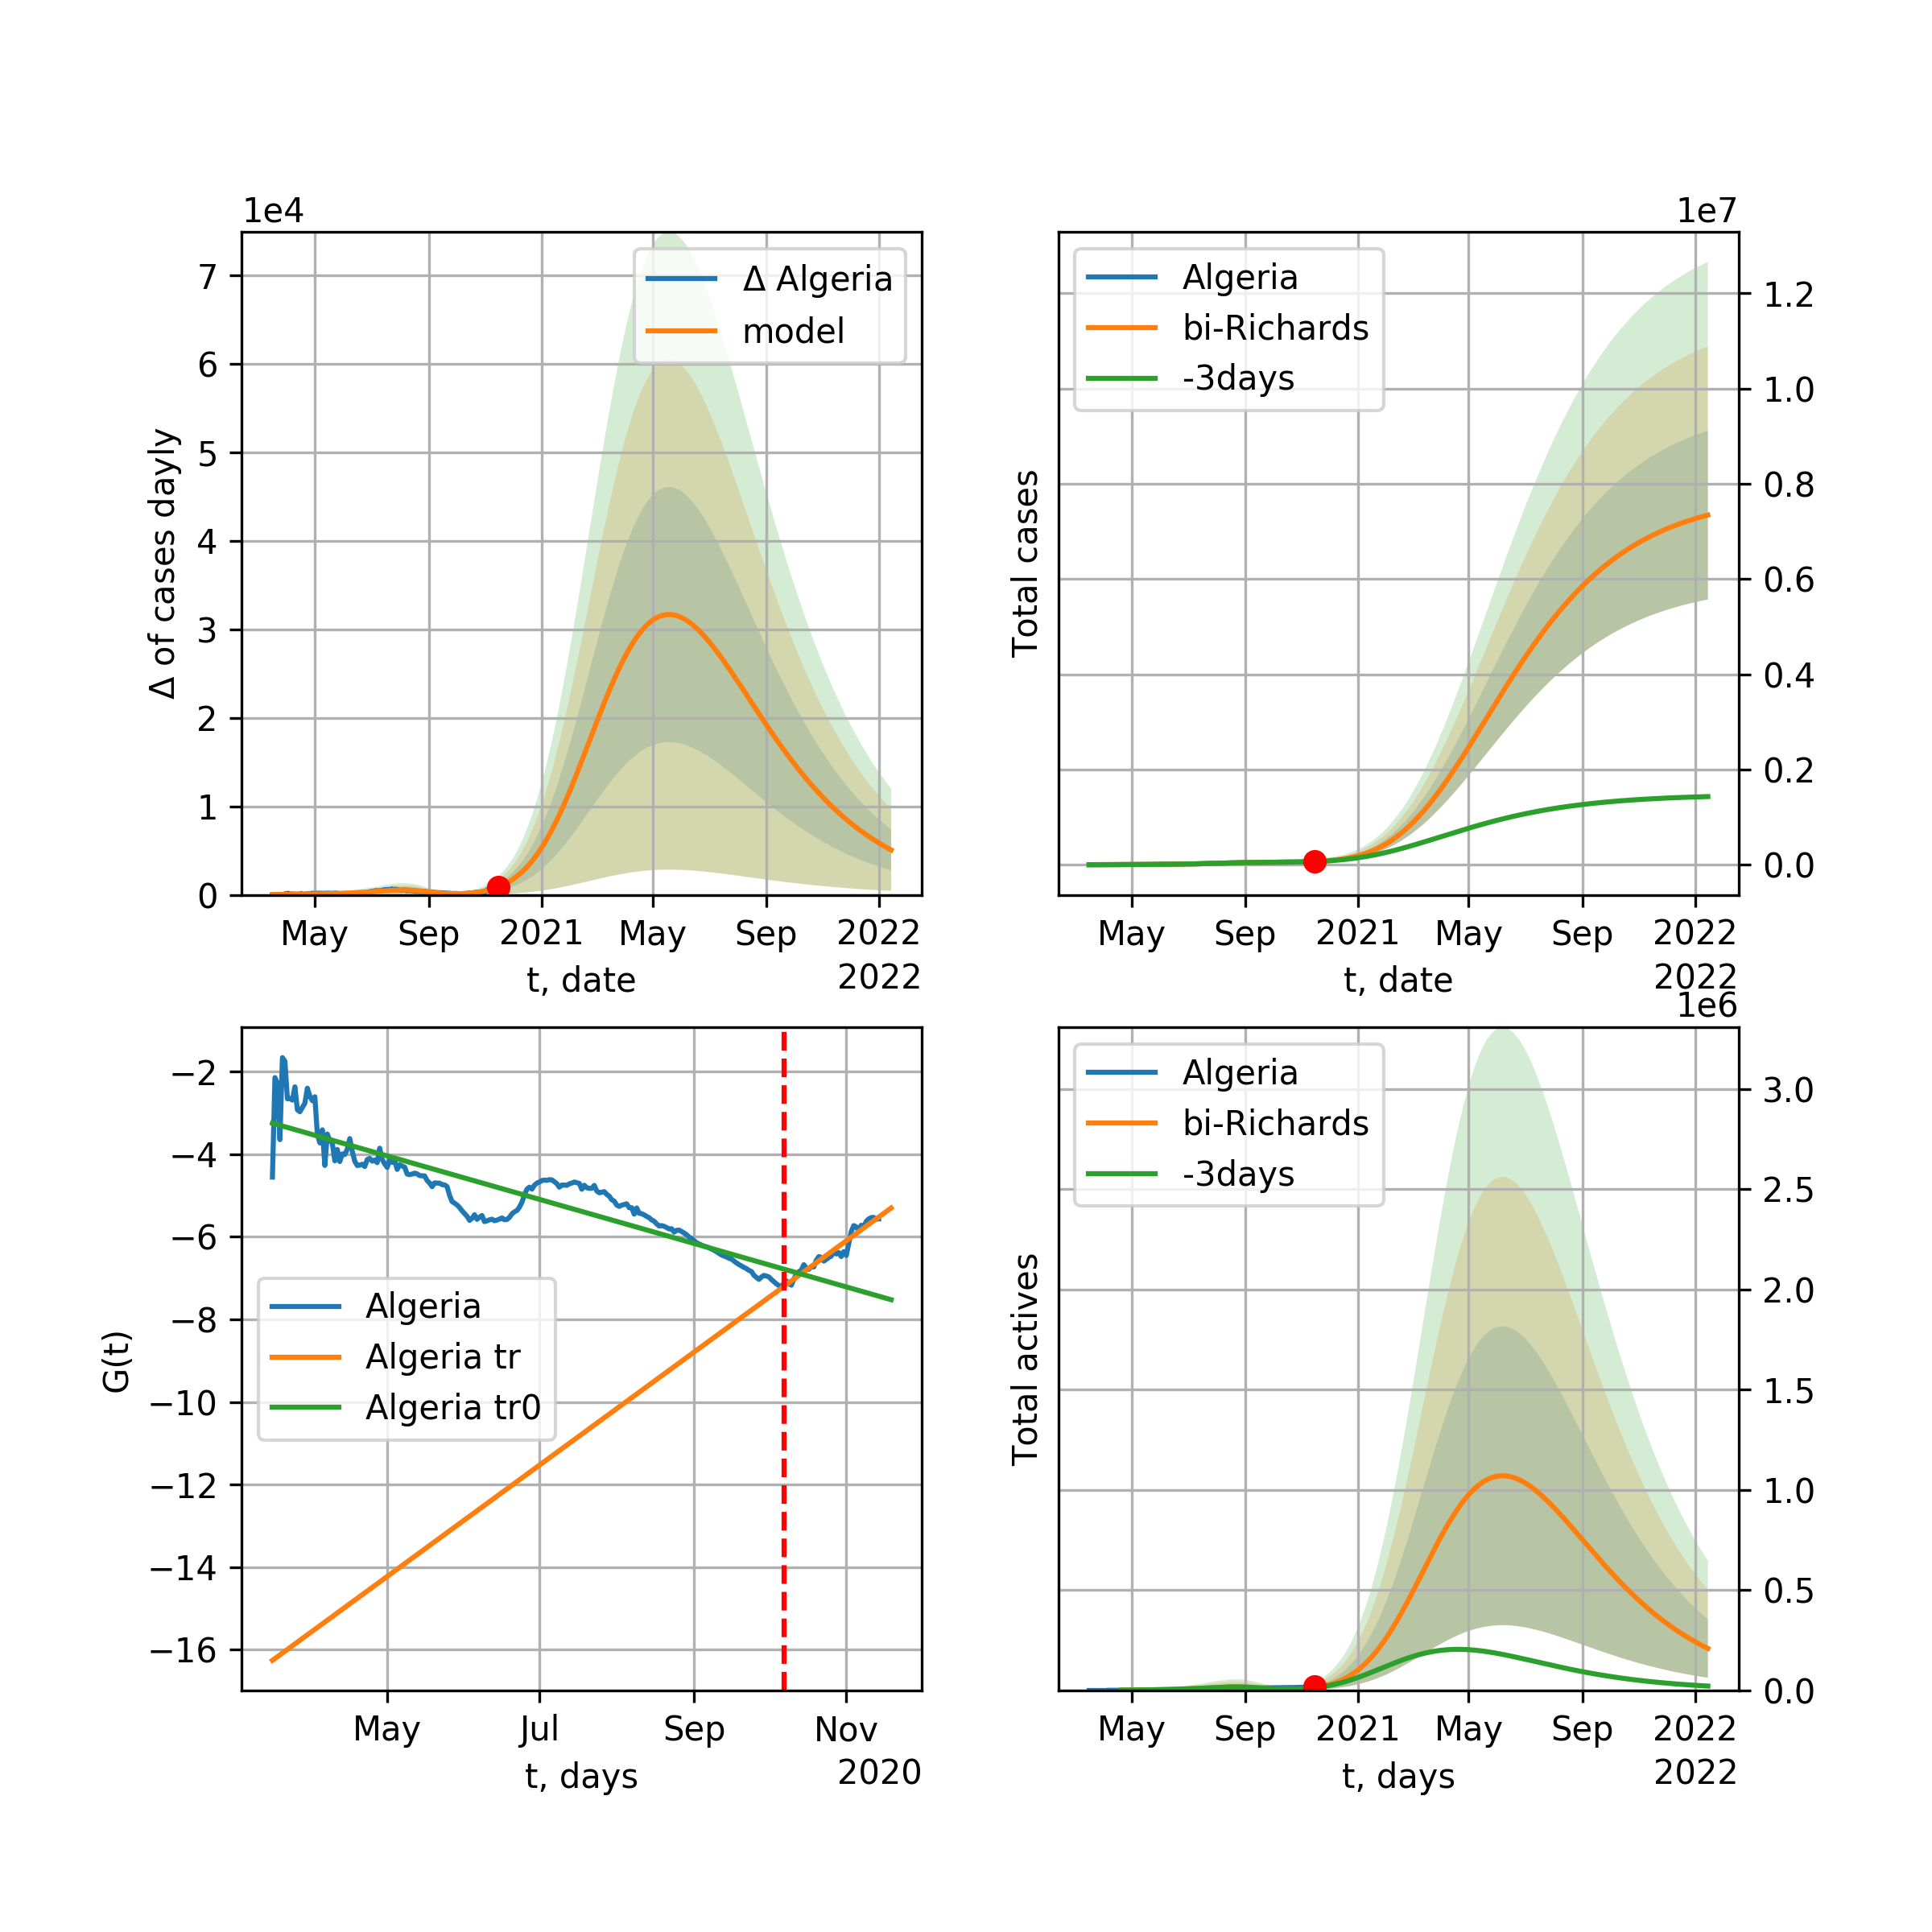 1e4
7
6
5
4
3
2
1
0
Δ of cases dayly
Δ Algeria
model
May Sep 2021 May Sep 2022
t, date 2022
1e7
Algeria
bi-Richards
-3days
Total cases
1.2
1.0
0.8
0.6
0.4
0.2
0.0
May Sep 2021 May Sep 2022
t, date 2022
−2
−4
−6
−8
−10
−12
−14
−16
G(t)
Algeria
Algeria tr
Algeria tr0
May Jul Sep Nov
t, days 2020
1e6
Algeria
bi-Richards
-3days
Total actives
3.0
2.5
2.0
1.5
1.0
0.5
0.0
May Sep 2021 May Sep 2022
t, days 2022